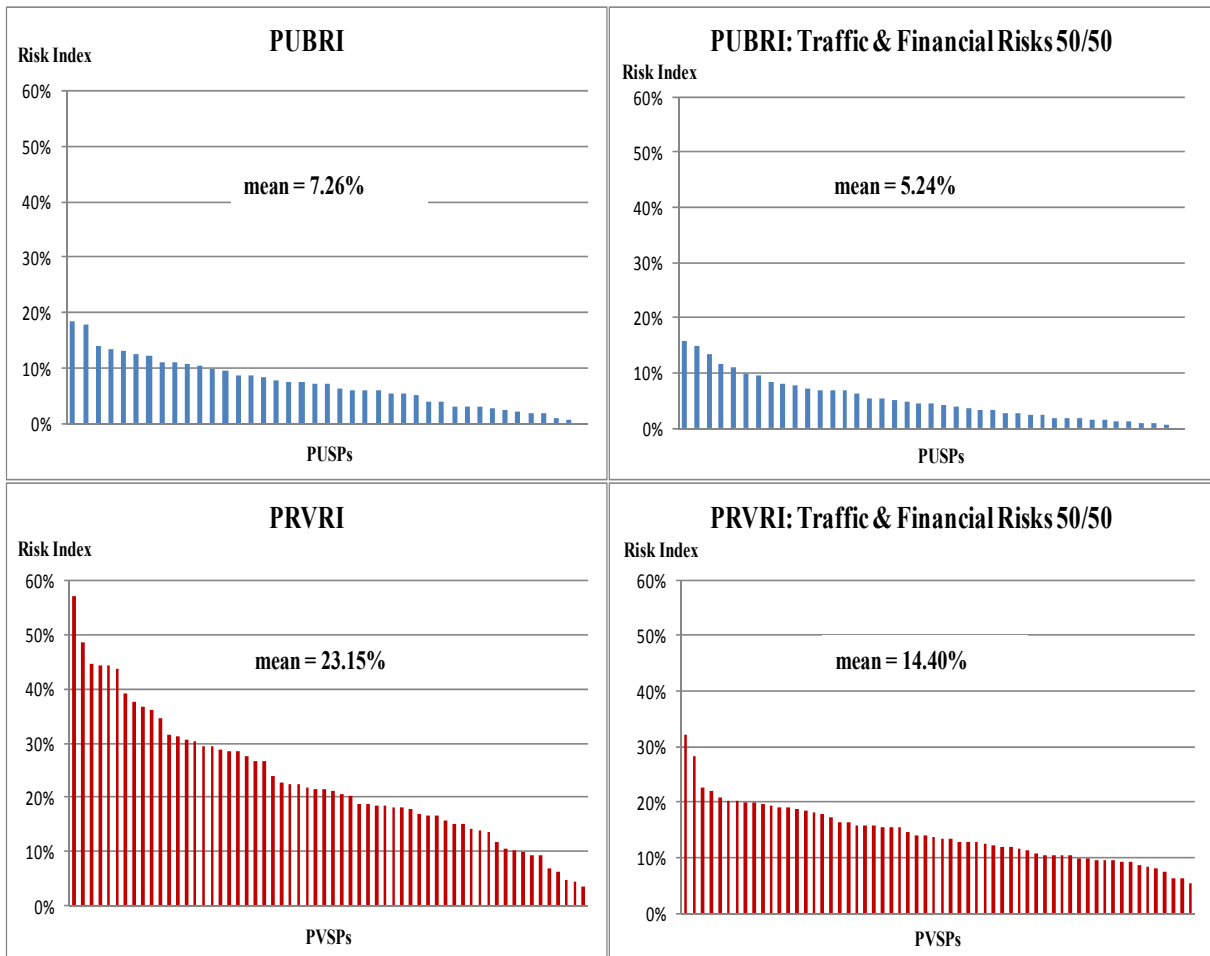 PUBRI
Risk Index
60%
50%
mean = 7.26%
40%
30%
20%
10%
0%
PUSPs
PUBRI: Traffic & Financial Risks 50/50
Risk Index
60%
50%
mean = 5.24%
40%
30%
20%
10%
0%
PUSPs
PRVRI
Risk Index
60%
50%
mean = 23.15%
40%
30%
20%
10%
0%
PVSPs
PRVRI: Traffic & Financial Risks 50/50
Risk Index
60%
50%
mean = 14.40%
40%
30%
20%
10%
0%
PVSPs